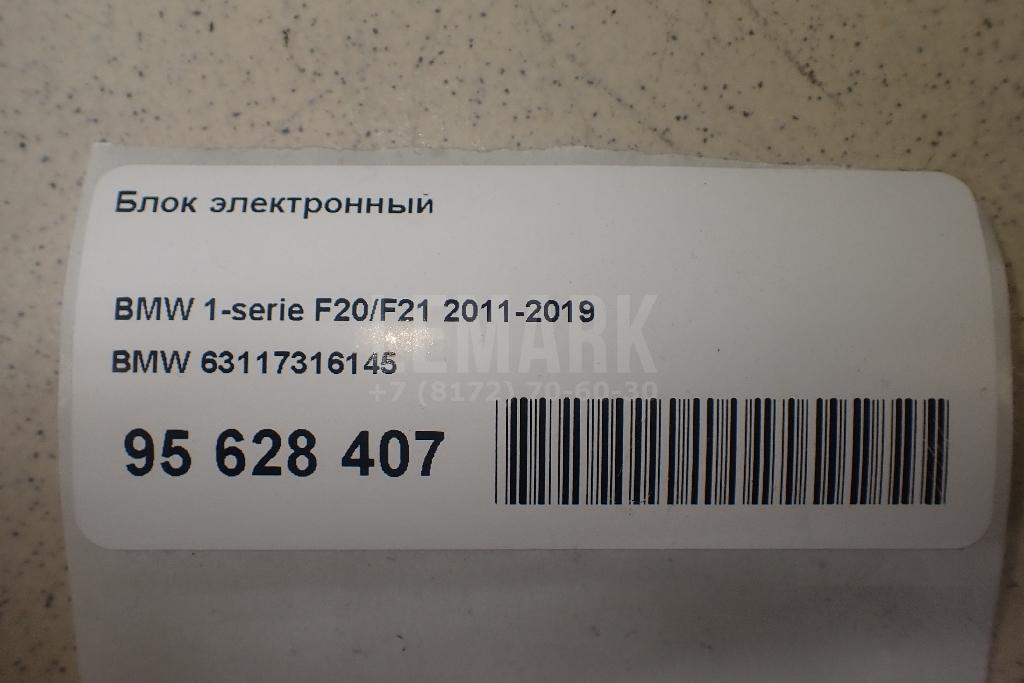 Блок электронный
BMW 1-serie F20/F21 2011-2019
REMARK
BMW 63117316145
+7 (8172) 70-60-30
95 628 407